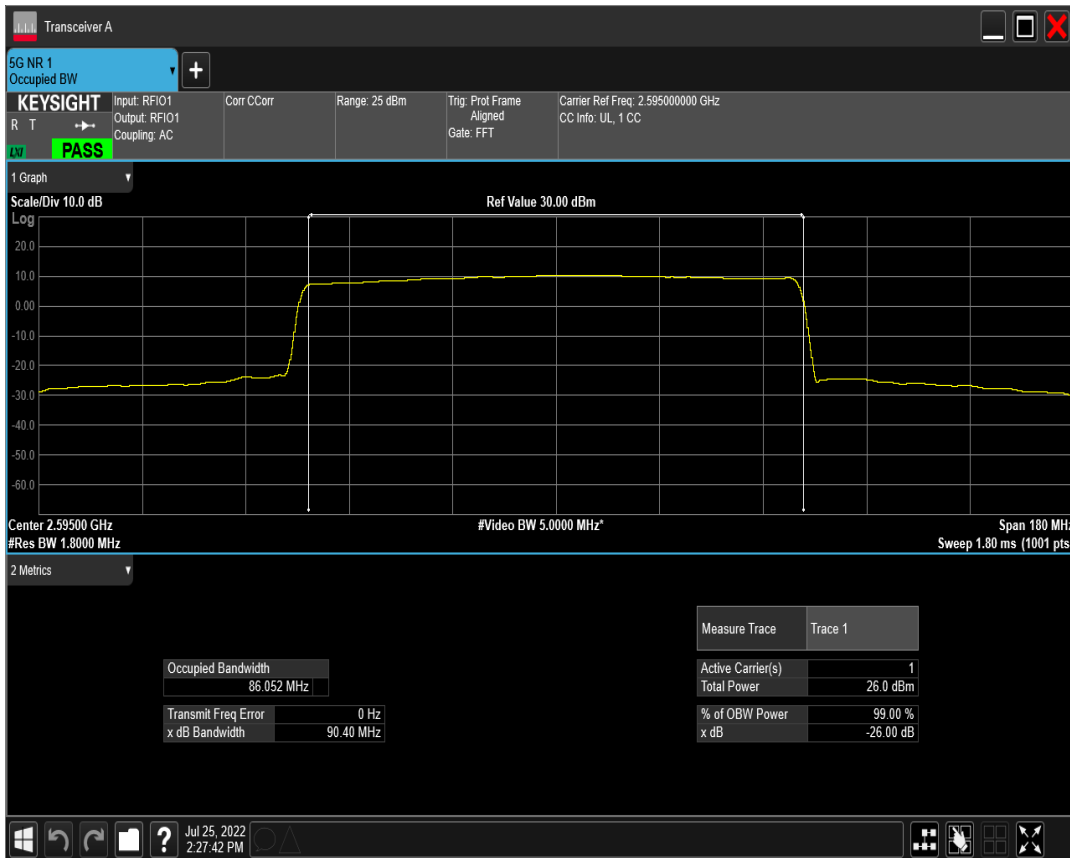 Transceiver A
5G NR 1
Occupied BW
KEYSIGHT
R T
LXI
PASS
Input: RFIO1
Output: RFIO1
Coupling: AC
Corr CCorr
Range: 25 dBm
Trig: Prot Frame
Aligned
Gate: FFT
Carrier Ref Freq: 2.595000000 GHz
CC Info: UL, 1 CC
1 Graph
Scale/Div 10.0 dB
Ref Value 30.00 dBm
Log
20.0
10.0
0.00
-10.0
-20.0
-30.0
-40.0
-50.0
-60.0
Center 2.59500 GHz
#Video BW 5.0000 MHz*
Span 180 MHz
#Res BW 1.8000 MHz
Sweep 1.80 ms (1001 pts
2 Metrics
Measure Trace Trace 1
Occupied Bandwidth
86.052 MHz
Active Carrier(s) 1
Total Power 26.0 dBm
Transmit Freq Error 0 Hz
x dB Bandwidth 90.40 MHz
% of OBW Power 99.00 %
x dB -26.00 dB
?
Jul 25, 2022
2:27:42 PM